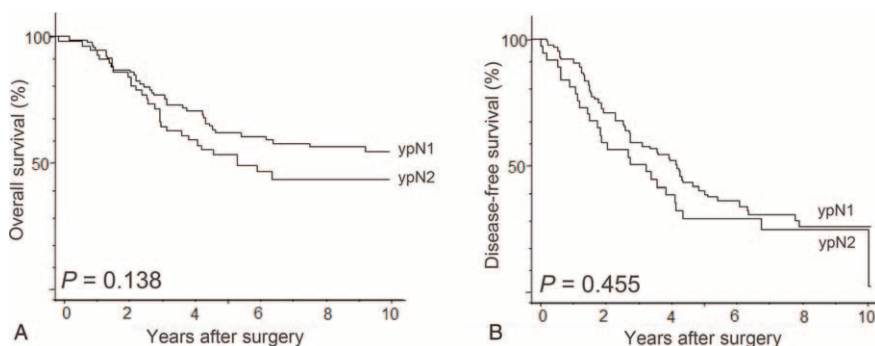 100
50
Overall survival (%)
ypN1
ypN2
P = 0.138
0 2 4 6 8 10
Years after surgery
A
100
50
Disease-free survival (%)
ypN1
ypN2
P = 0.455
0 2 4 6 8 10
Years after surgery
B